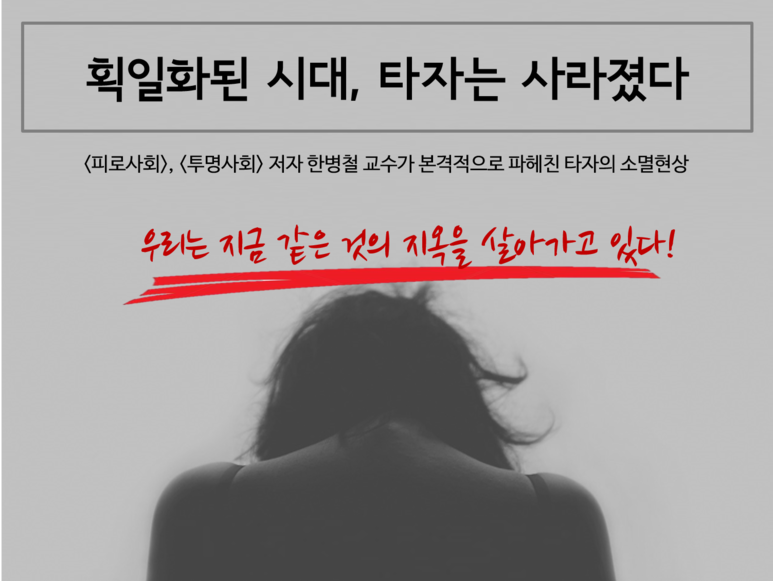 획일화된 시대, 타자는 사라졌다
<피로사회>, <투명사회> 저자 한병철 교수가 본격적으로 파헤친 타자의 소멸현상
우리는 지금 같은 것의 지옥을 살아가고 있다!